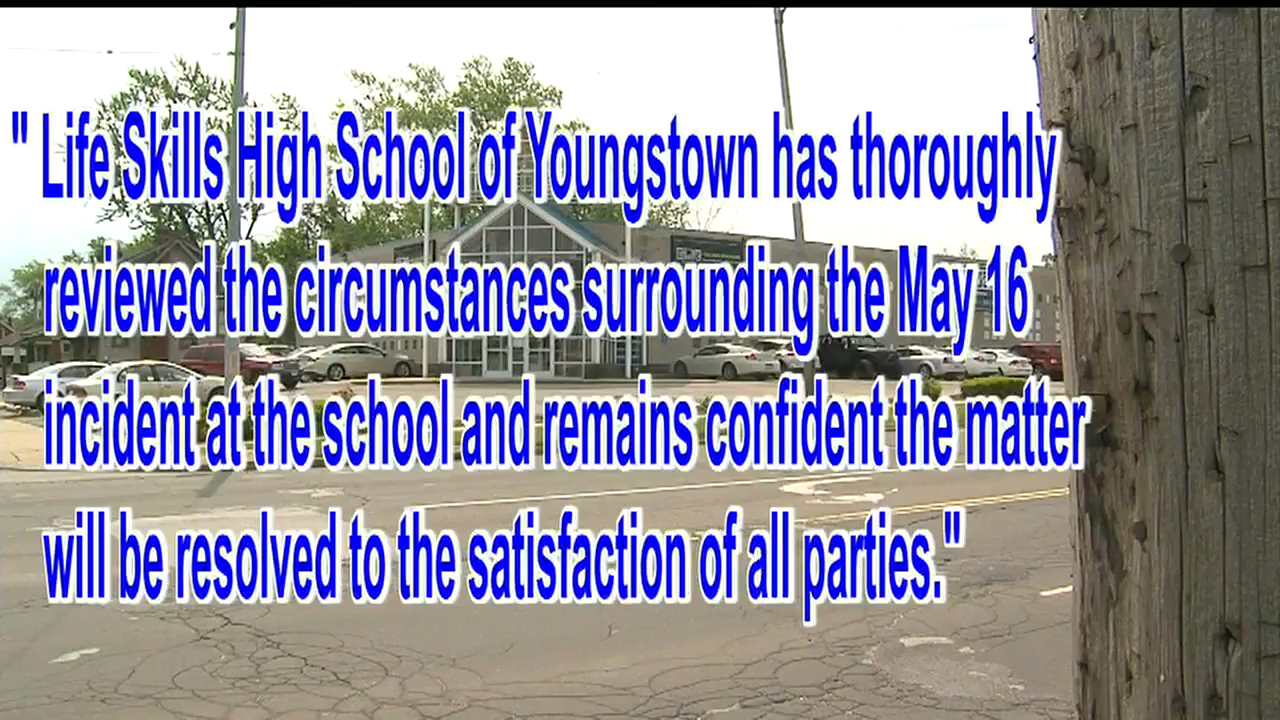 " Life Skills High School of Youngstown has thoroughly
reviewed the circumstances surrounding the May 16
incident at the school and remains confident the matter
will be resolved to the satisfaction of all parties."